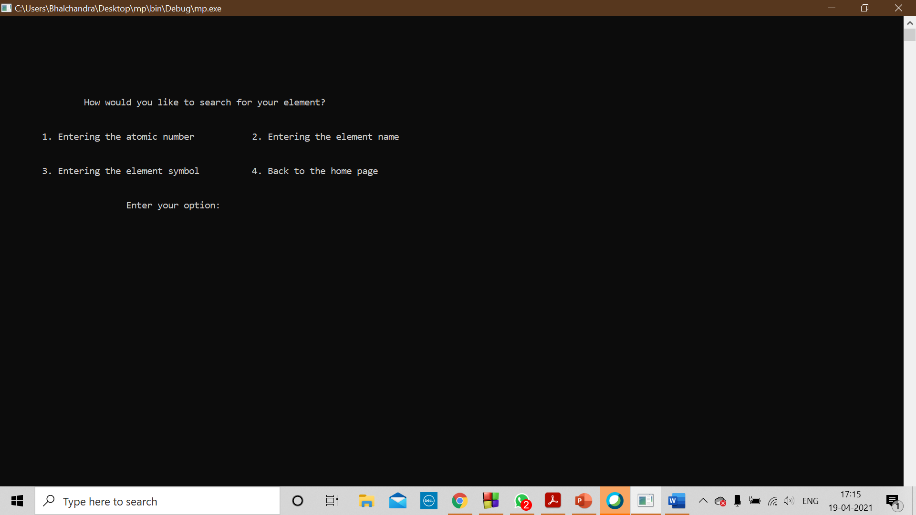 C:\Users\Bhalchandra\Desktop\mp\bin\Debug\mp.exe
How would you like to search for your element?
1. Entering the atomic number 2. Entering the element name
3. Entering the element symbol 4. Back to the home page
Enter your option:
Type here to search
DELL
2
P
W
ENG
17:15
19-04-2021
1